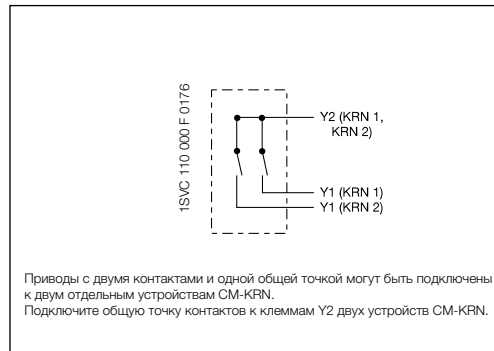 1SVC 110 000 F 0176
Y2 (KRN 1,
KRN 2)
Y1 (KRN 1)
Y1 (KRN 2)
Приводы с двумя контактами и одной общей точкой могут быть подключены
к двум отдельным устройствам CM-KRN.
Подключите общую точку контактов к клеммам Y2 двух устройств CM-KRN.